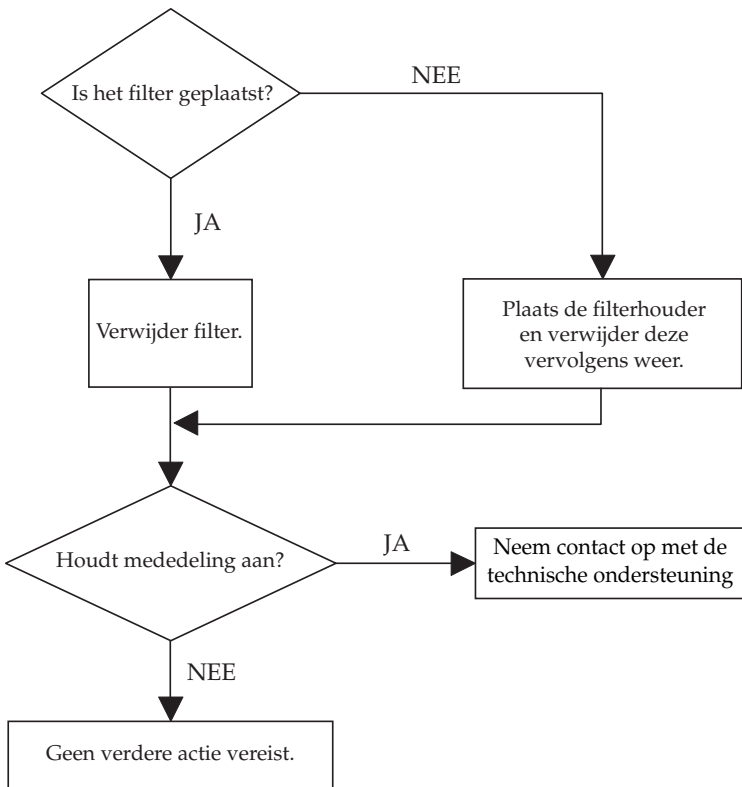 Is het filter geplaatst?
NEE
JA
Verwijder filter.
Plaats de filterhouder
en verwijder deze
vervolgens weer.
Houdt mededeling aan?
JA
Neem contact op met de
technische ondersteuning
NEE
Geen verdere actie vereist.